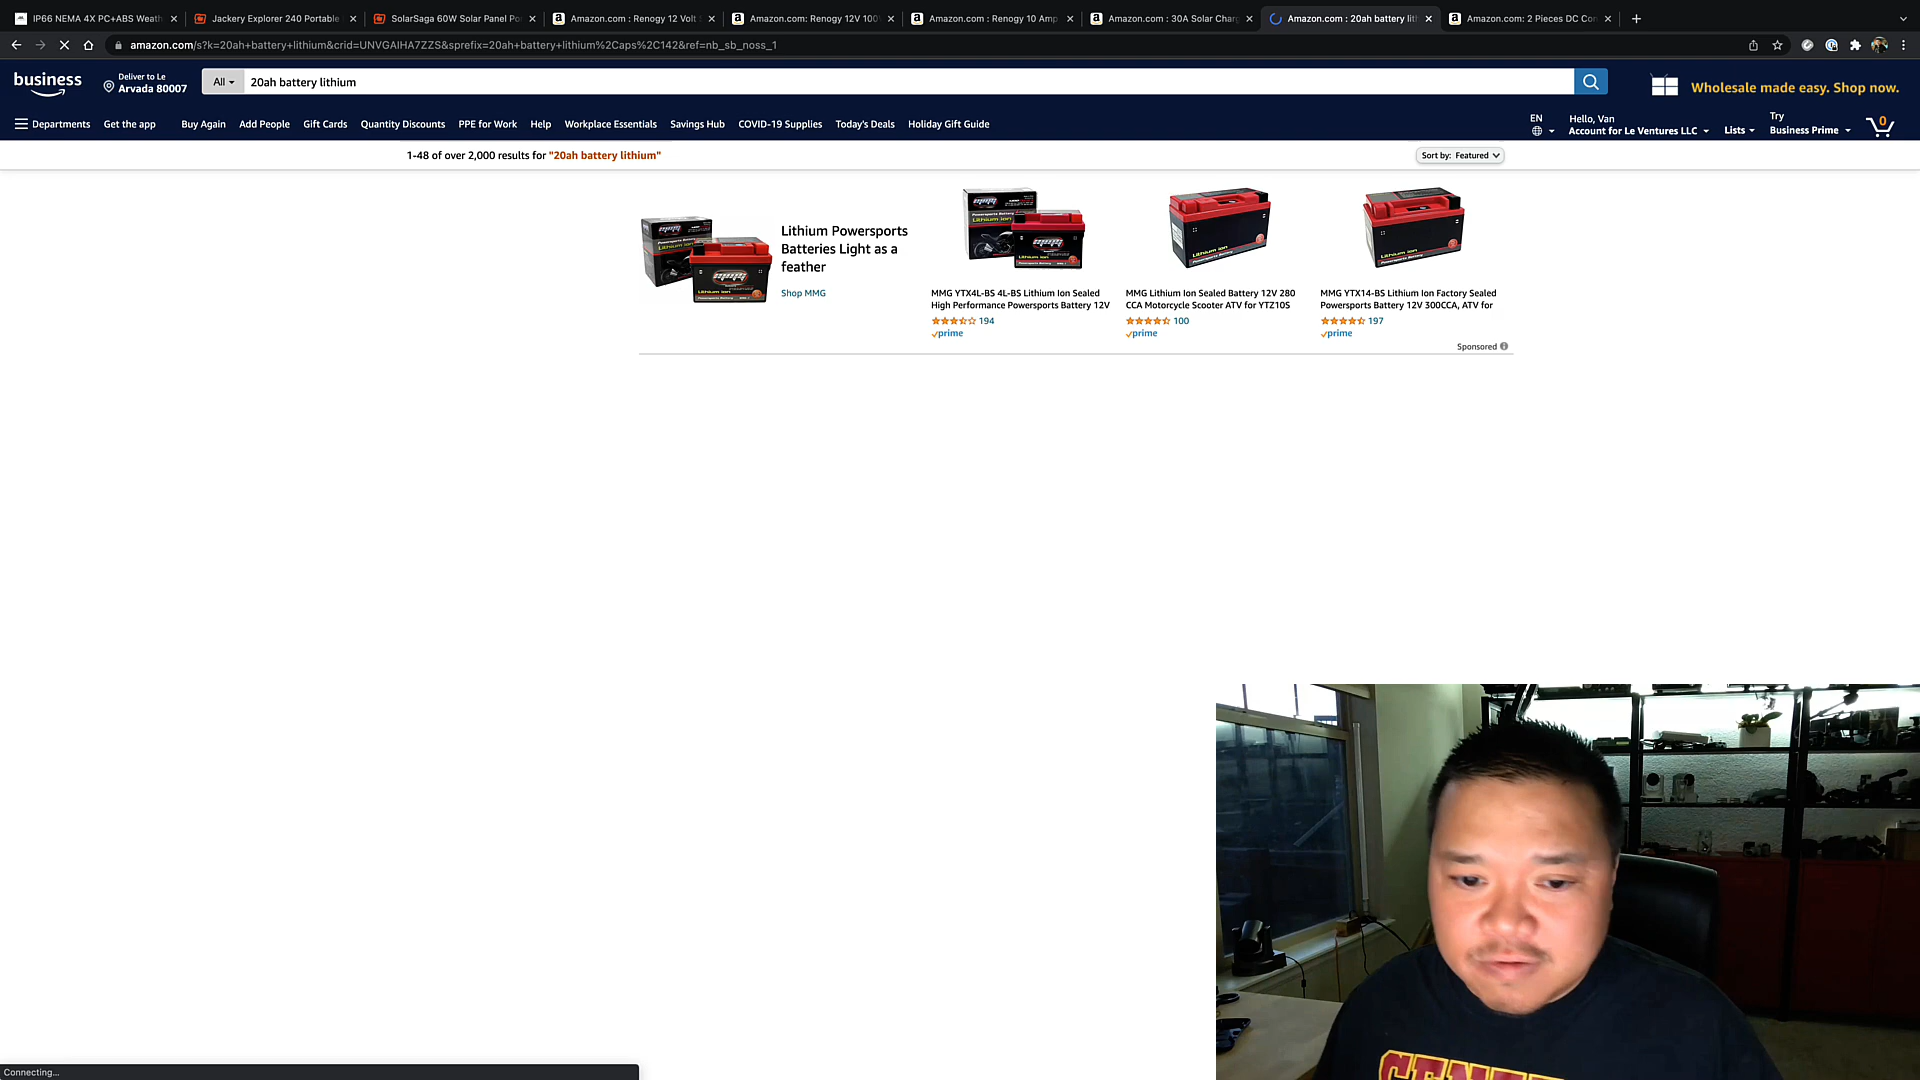 IP66 NEMA 4X PC+ABS Weath
Jackery Explorer 240 Portable
SolarSaga 60W Solar Panel Po
Amazon.com : Renogy 12 Volt
Amazon.com: Renogy 12V 100
Amazon.com : Renogy 10 Amp
Amazon.com : 30A Solar Charg
Amazon.com : 20ah battery lit
Amazon.com: 2 Pieces DC Con
amazon.com/s?k=20ah+battery+lithium&crid=UNVGAIHA7ZZS&sprefix=20ah+battery+lithium%2Caps%2C142&ref=nb_sb_noss_1
business
Deliver to Le
Arvada 80007
All
20ah battery lithium
Wholesale made easy. Shop now.
Departments
Get the app
Buy Again
Add People
Gift Cards
Quantity Discounts
PPE for Work
Help
Workplace Essentials
Savings Hub
COVID-19 Supplies
Today's Deals
Holiday Gift Guide
EN
Hello, Van
Account for Le Ventures LLC
Lists
Try
Business Prime
0
1-48 of over 2,000 results for "20ah battery lithium"
Sort by: Featured
Lithium Powersports
Batteries Light as a
feather
Shop MMG
MMG YTX4L-BS 4L-BS Lithium Ion Sealed
High Performance Powersports Battery 12V
194
prime
MMG Lithium Ion Sealed Battery 12V 280
CCA Motorcycle Scooter ATV for YTZ10S
100
prime
MMG YTX14-BS Lithium Ion Factory Sealed
Powersports Battery 12V 300CCA, ATV for
197
prime
Sponsored
Connecting...